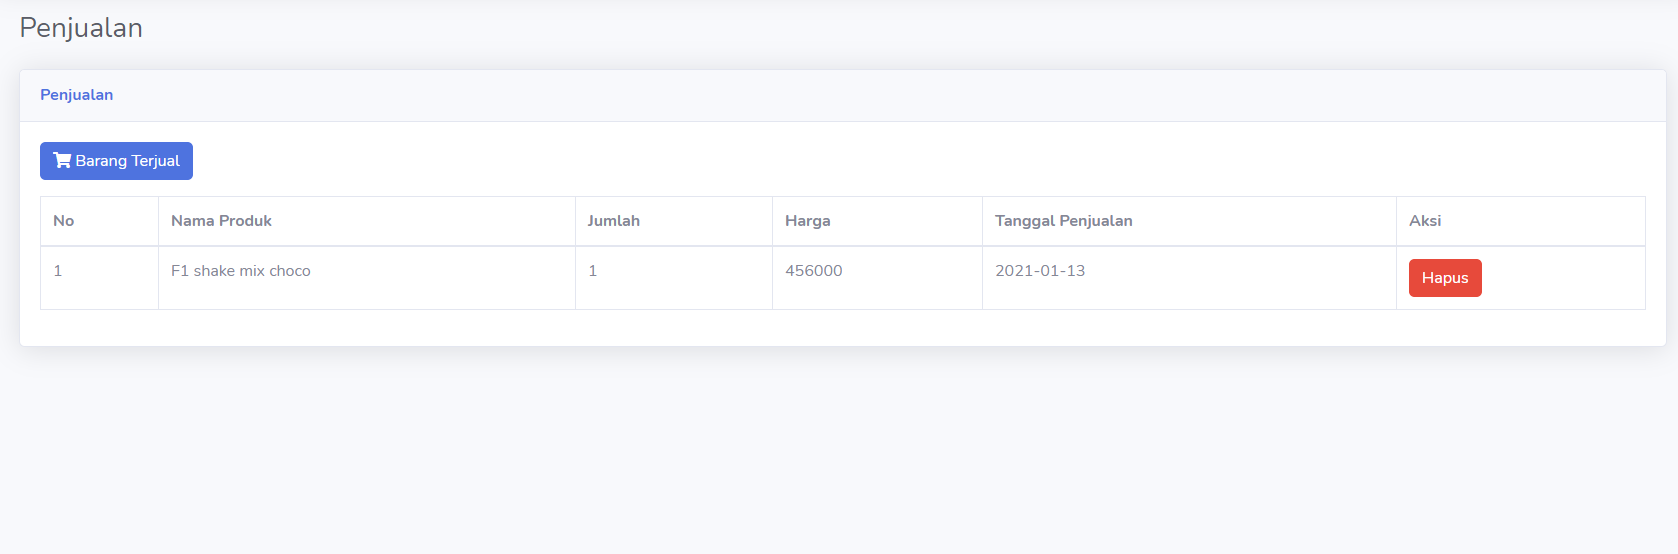 Penjualan
Penjualan
Barang Terjual
No Nama Produk Jumlah Harga Tanggal Penjualan Aksi
1 F1 shake mix choco 1 456000 2021-01-13 Hapus